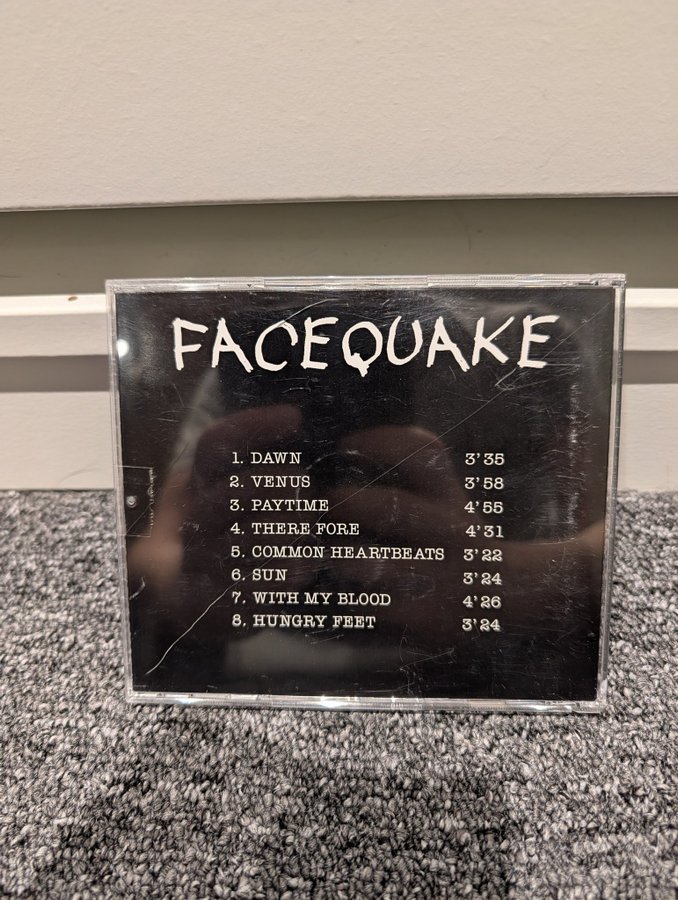 FACEQUAKE
1. DAWN 3'35
2. VENUS 3'58
3. PAYTIME 4'55
4. THERE FORE 4'31
5. COMMON HEARTBEATS 3'22
6. SUN 3'24
7. WITH MY BLOOD 4'26
8. HUNGRY FEET 3'24